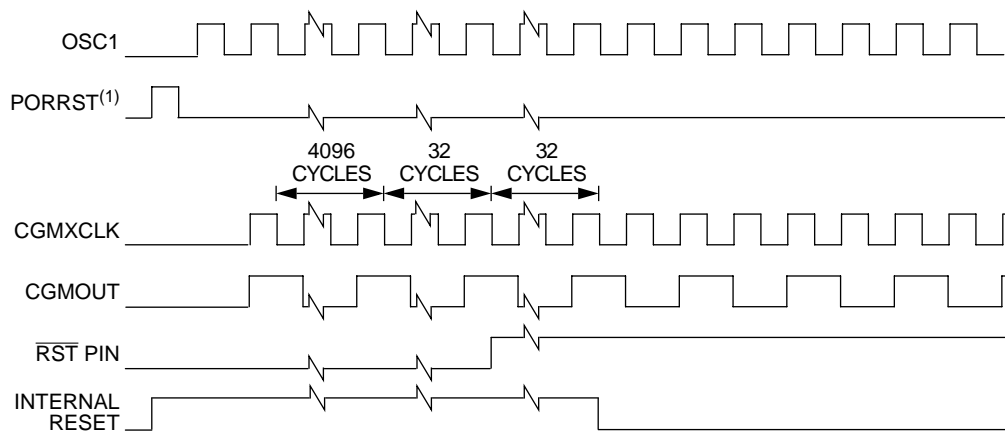 OSC1
PORRST(1)
4096
CYCLES
32
CYCLES
32
CYCLES
CGMXCLK
CGMOUT
RST PIN
INTERNAL
RESET